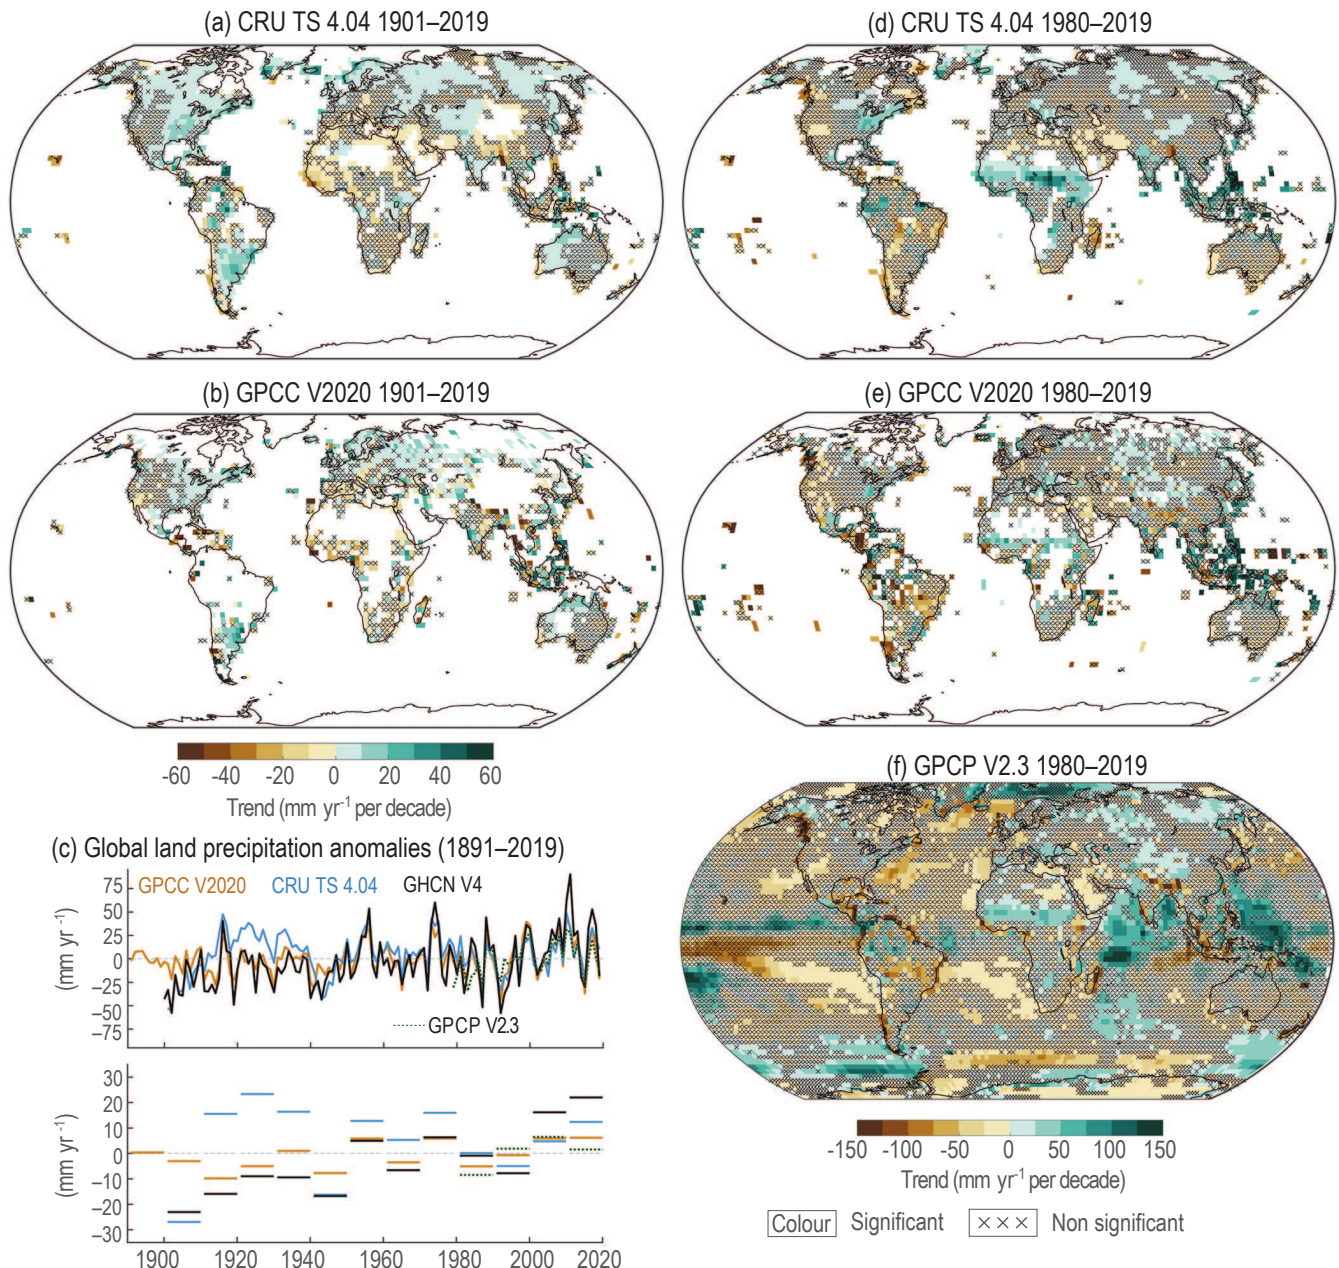 (a) CRU TS 4.04 1901–2019
(d) CRU TS 4.04 1980–2019
(b) GPCC V2020 1901–2019
(e) GPCC V2020 1980–2019
-60 -40 -20 0 20 40 60
Trend (mm yr⁻¹ per decade)
(f) GPCP V2.3 1980–2019
(c) Global land precipitation anomalies (1891–2019)
GPCC V2020 CRU TS 4.04 GHCN V4
75
50
25
0
−25
−50
−75
(mm yr⁻¹)
GPCP V2.3
30
20
10
0
−10
−20
−30
(mm yr⁻¹)
1900 1920 1940 1960 1980 2000 2020
-150 -100 -50 0 50 100 150
Trend (mm yr⁻¹ per decade)
Colour Significant ××× Non significant